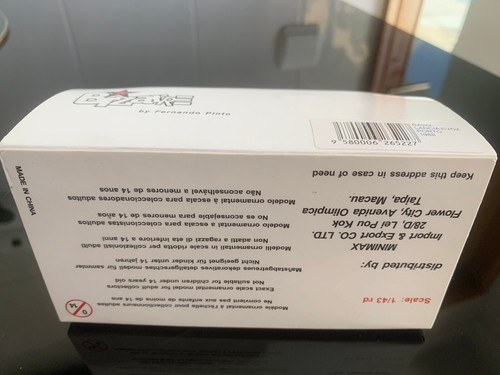 by Fernando Pinto
9 580006 265227
Scale: 1/43 rd
distributed by:
MINIMAX
Import & Export CO. LTD.
28/D, Lei Pou Kok
Flower City, Avenida Olimpica
Taipa, Macau.
Keep this address in case of need
Modèle ornemental à l'échelle pour collectionneurs adultes
Ne convient pas aux enfants de moins de 14 ans
Exact scale ornamental model for adult collectors
Not suitable for children under 14 years old
Maßstabgetreues dekoratives detailgetreues modell für sammler
Nicht geeignet für kinder unter 14 jahren
Modello ornamentale in scala ridotta per collezionisti adulti
Non adatti a ragazzi di eta inferiore a 14 anni
Modelo ornamental a escala para coleccionistas adultos
No es aconsejable para menores de 14 años
Modelo ornamental à escala para coleccionadores adultos
Não aconselhável a menores de 14 anos
0-14
MADE IN CHINA